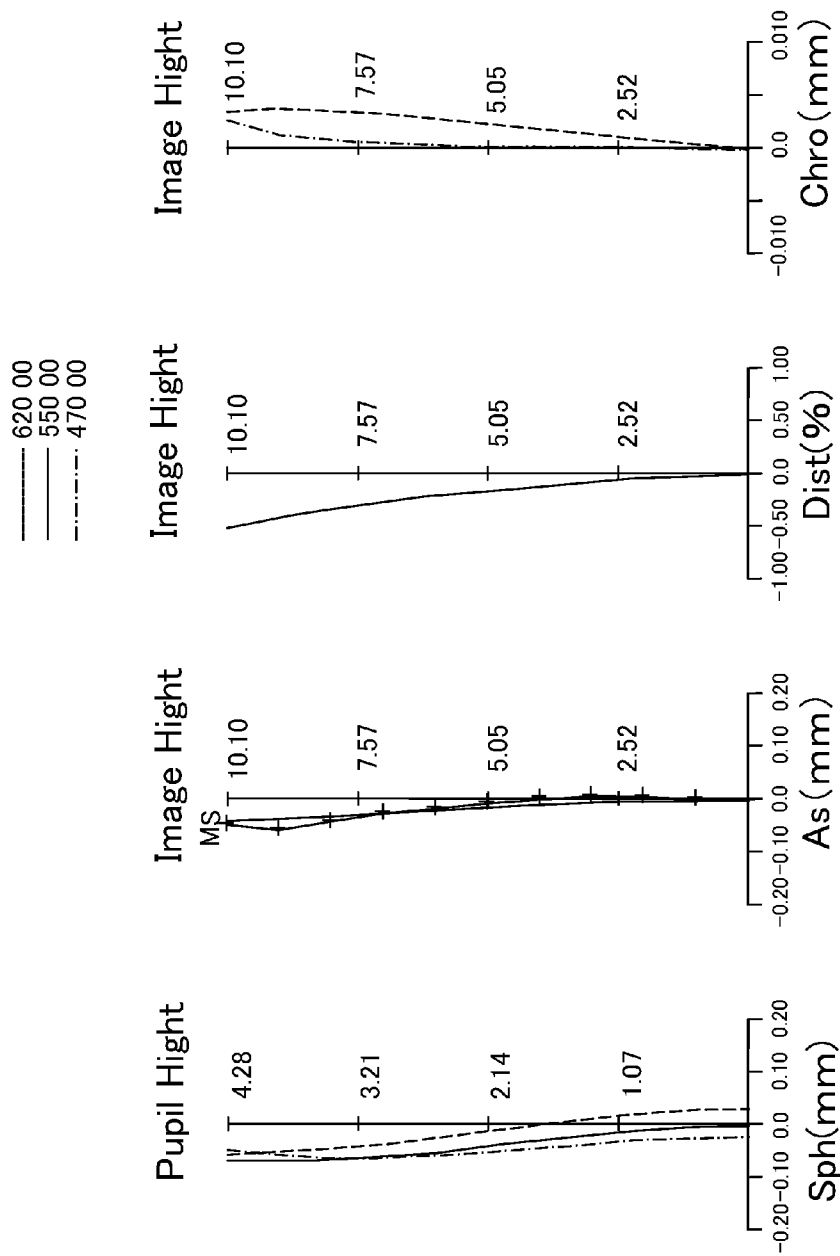 620 00
550 00
470 00
Pupil Hight
4.28
3.21
2.14
1.07
-0.20-0.10 0.0 0.10 0.20
Sph(mm)
Image Hight
MS
10.10
7.57
5.05
2.52
-0.20-0.10 0.0 0.10 0.20
As(mm)
Image Hight
10.10
7.57
5.05
2.52
-1.00-0.50 0.0 0.50 1.00
Dist(%)
Image Hight
10.10
7.57
5.05
2.52
-0.010 0.0 0.010
Chro(mm)